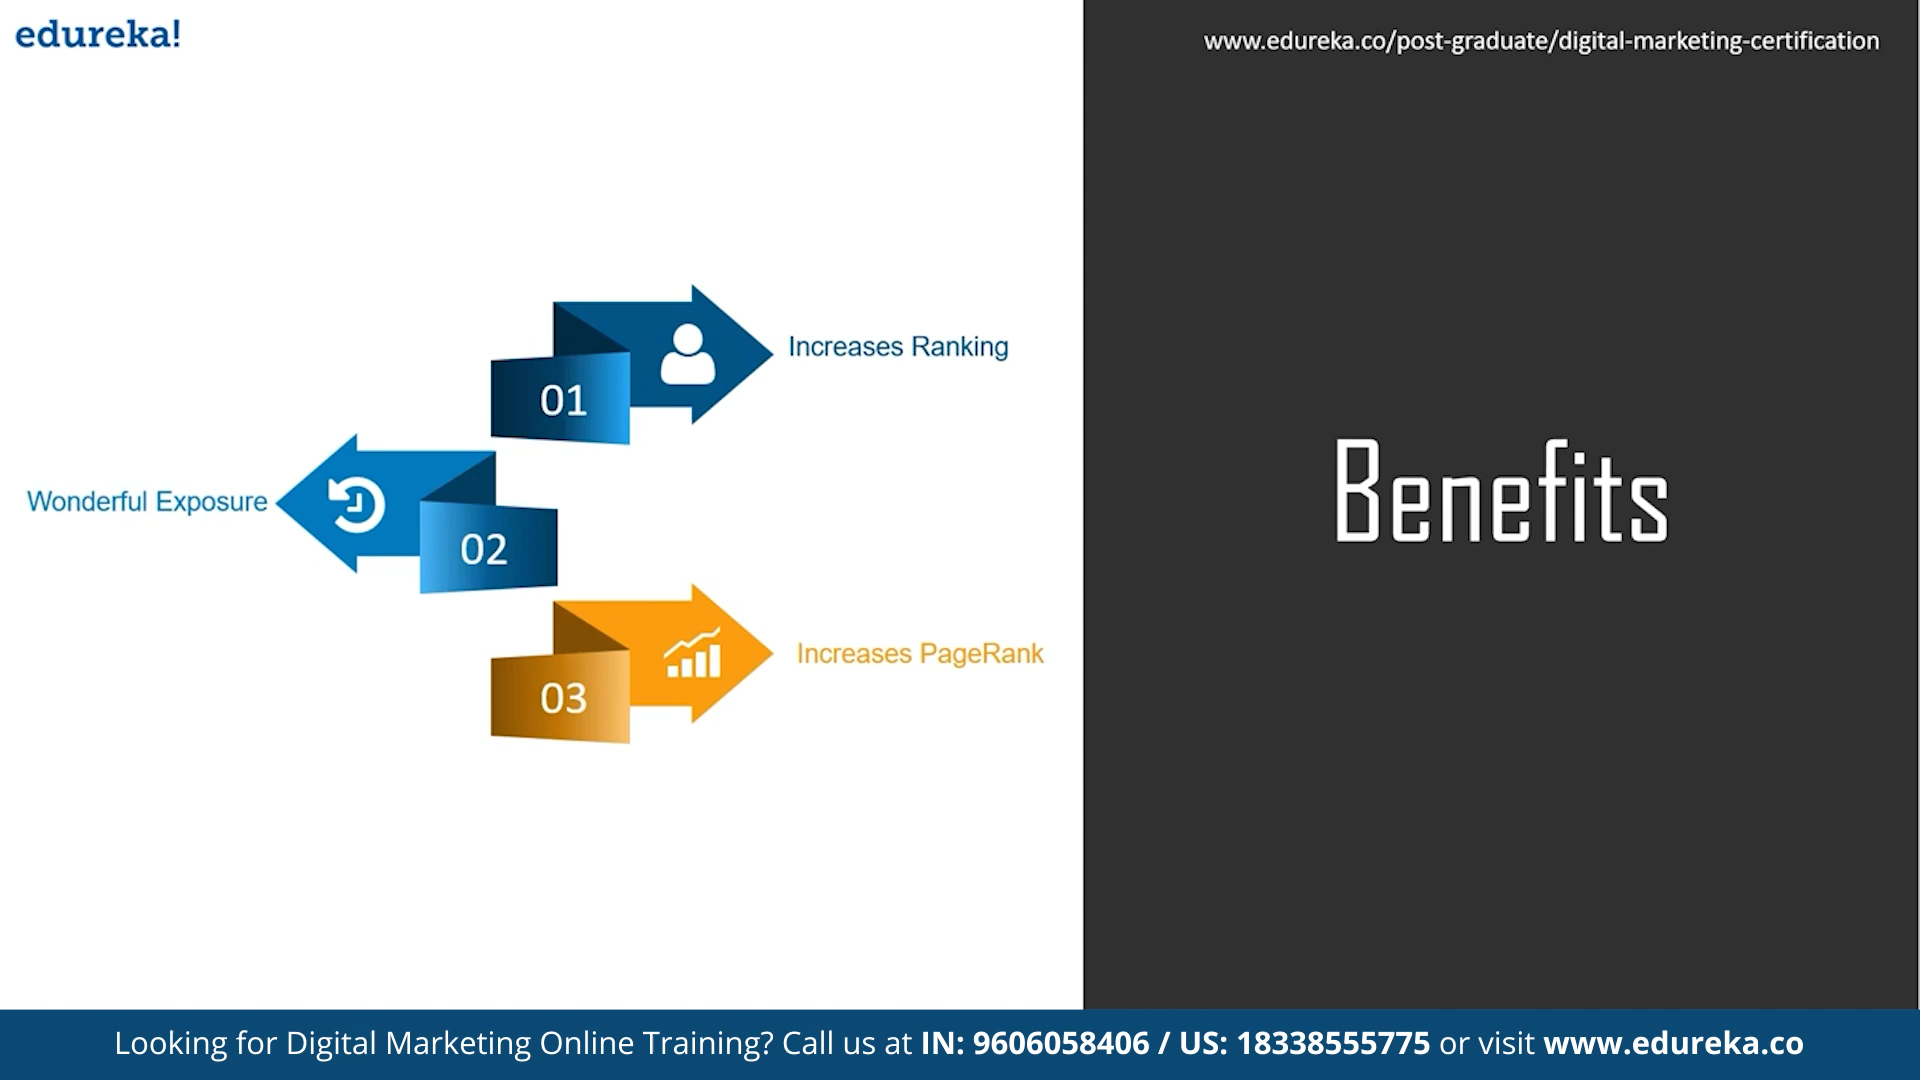 edureka!
www.edureka.co/post-graduate/digital-marketing-certification
01
Increases Ranking
Wonderful Exposure
02
03
Increases PageRank
Benefits
Looking for Digital Marketing Online Training? Call us at IN: 9606058406 / US: 18338555775 or visit www.edureka.co